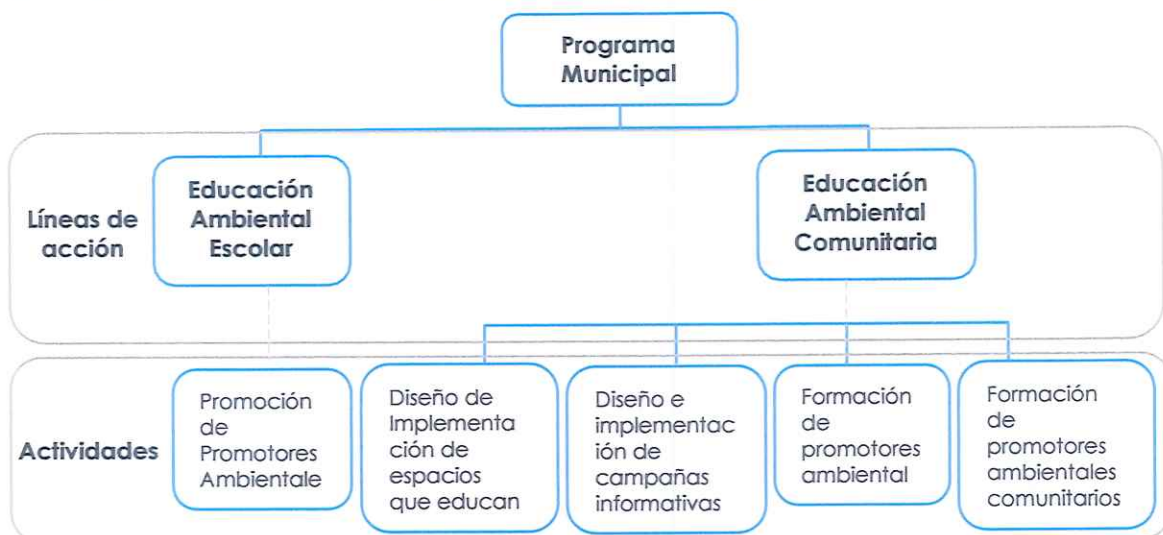 Programa
Municipal
Líneas de
acción
Educación
Ambiental
Escolar
Educación
Ambiental
Comunitaria
Actividades
Promoción
de
Promotores
Ambientale
Diseño de
Implementa
ción de
espacios
que educan
Diseño e
implementac
ión de
campañas
informativas
Formación
de
promotores
ambiental
Formación
de
promotores
ambientales
comunitarios